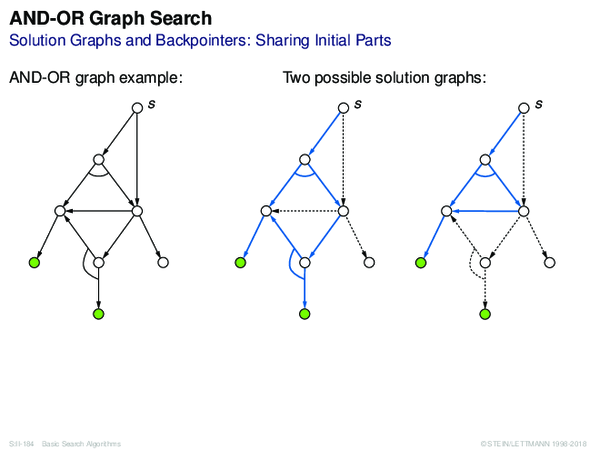 AND-OR Graph Search
Solution Graphs and Backpointers: Sharing Initial Parts
AND-OR graph example:
Two possible solution graphs:
s
s
s
S:II-184 Basic Search Algorithms
© STEIN/LETTMANN 1998-2018